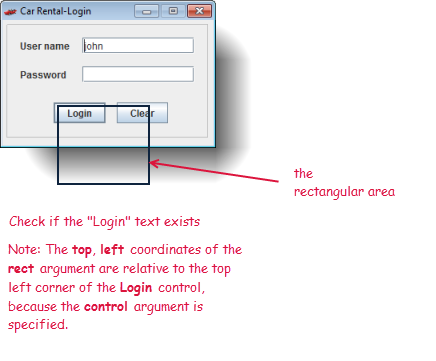 Car Rental-Login
User name
john
Password
Login
Clear
the
rectangular area
Check if the "Login" text exists
Note: The top, left coordinates of the
rect argument are relative to the top
left corner of the Login control,
because the control argument is
specified.